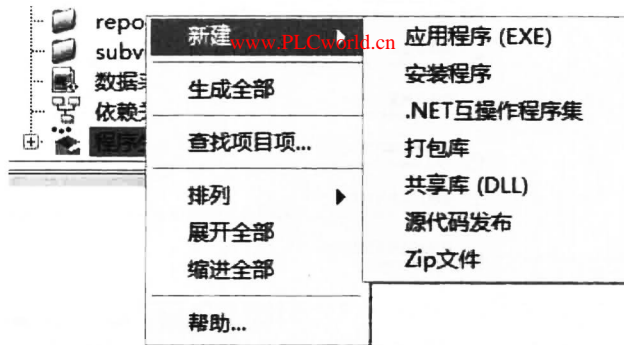 repo
subv
数据
依赖
程序
新建
www.PLCworld.cn
生成全部
查找项目项...
排列
展开全部
缩进全部
帮助...
应用程序 (EXE)
安装程序
.NET互操作程序集
打包库
共享库 (DLL)
源代码发布
Zip文件